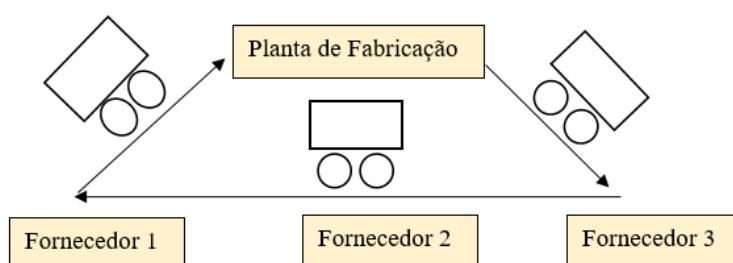 Planta de Fabricação
Fornecedor 1
Fornecedor 2
Fornecedor 3